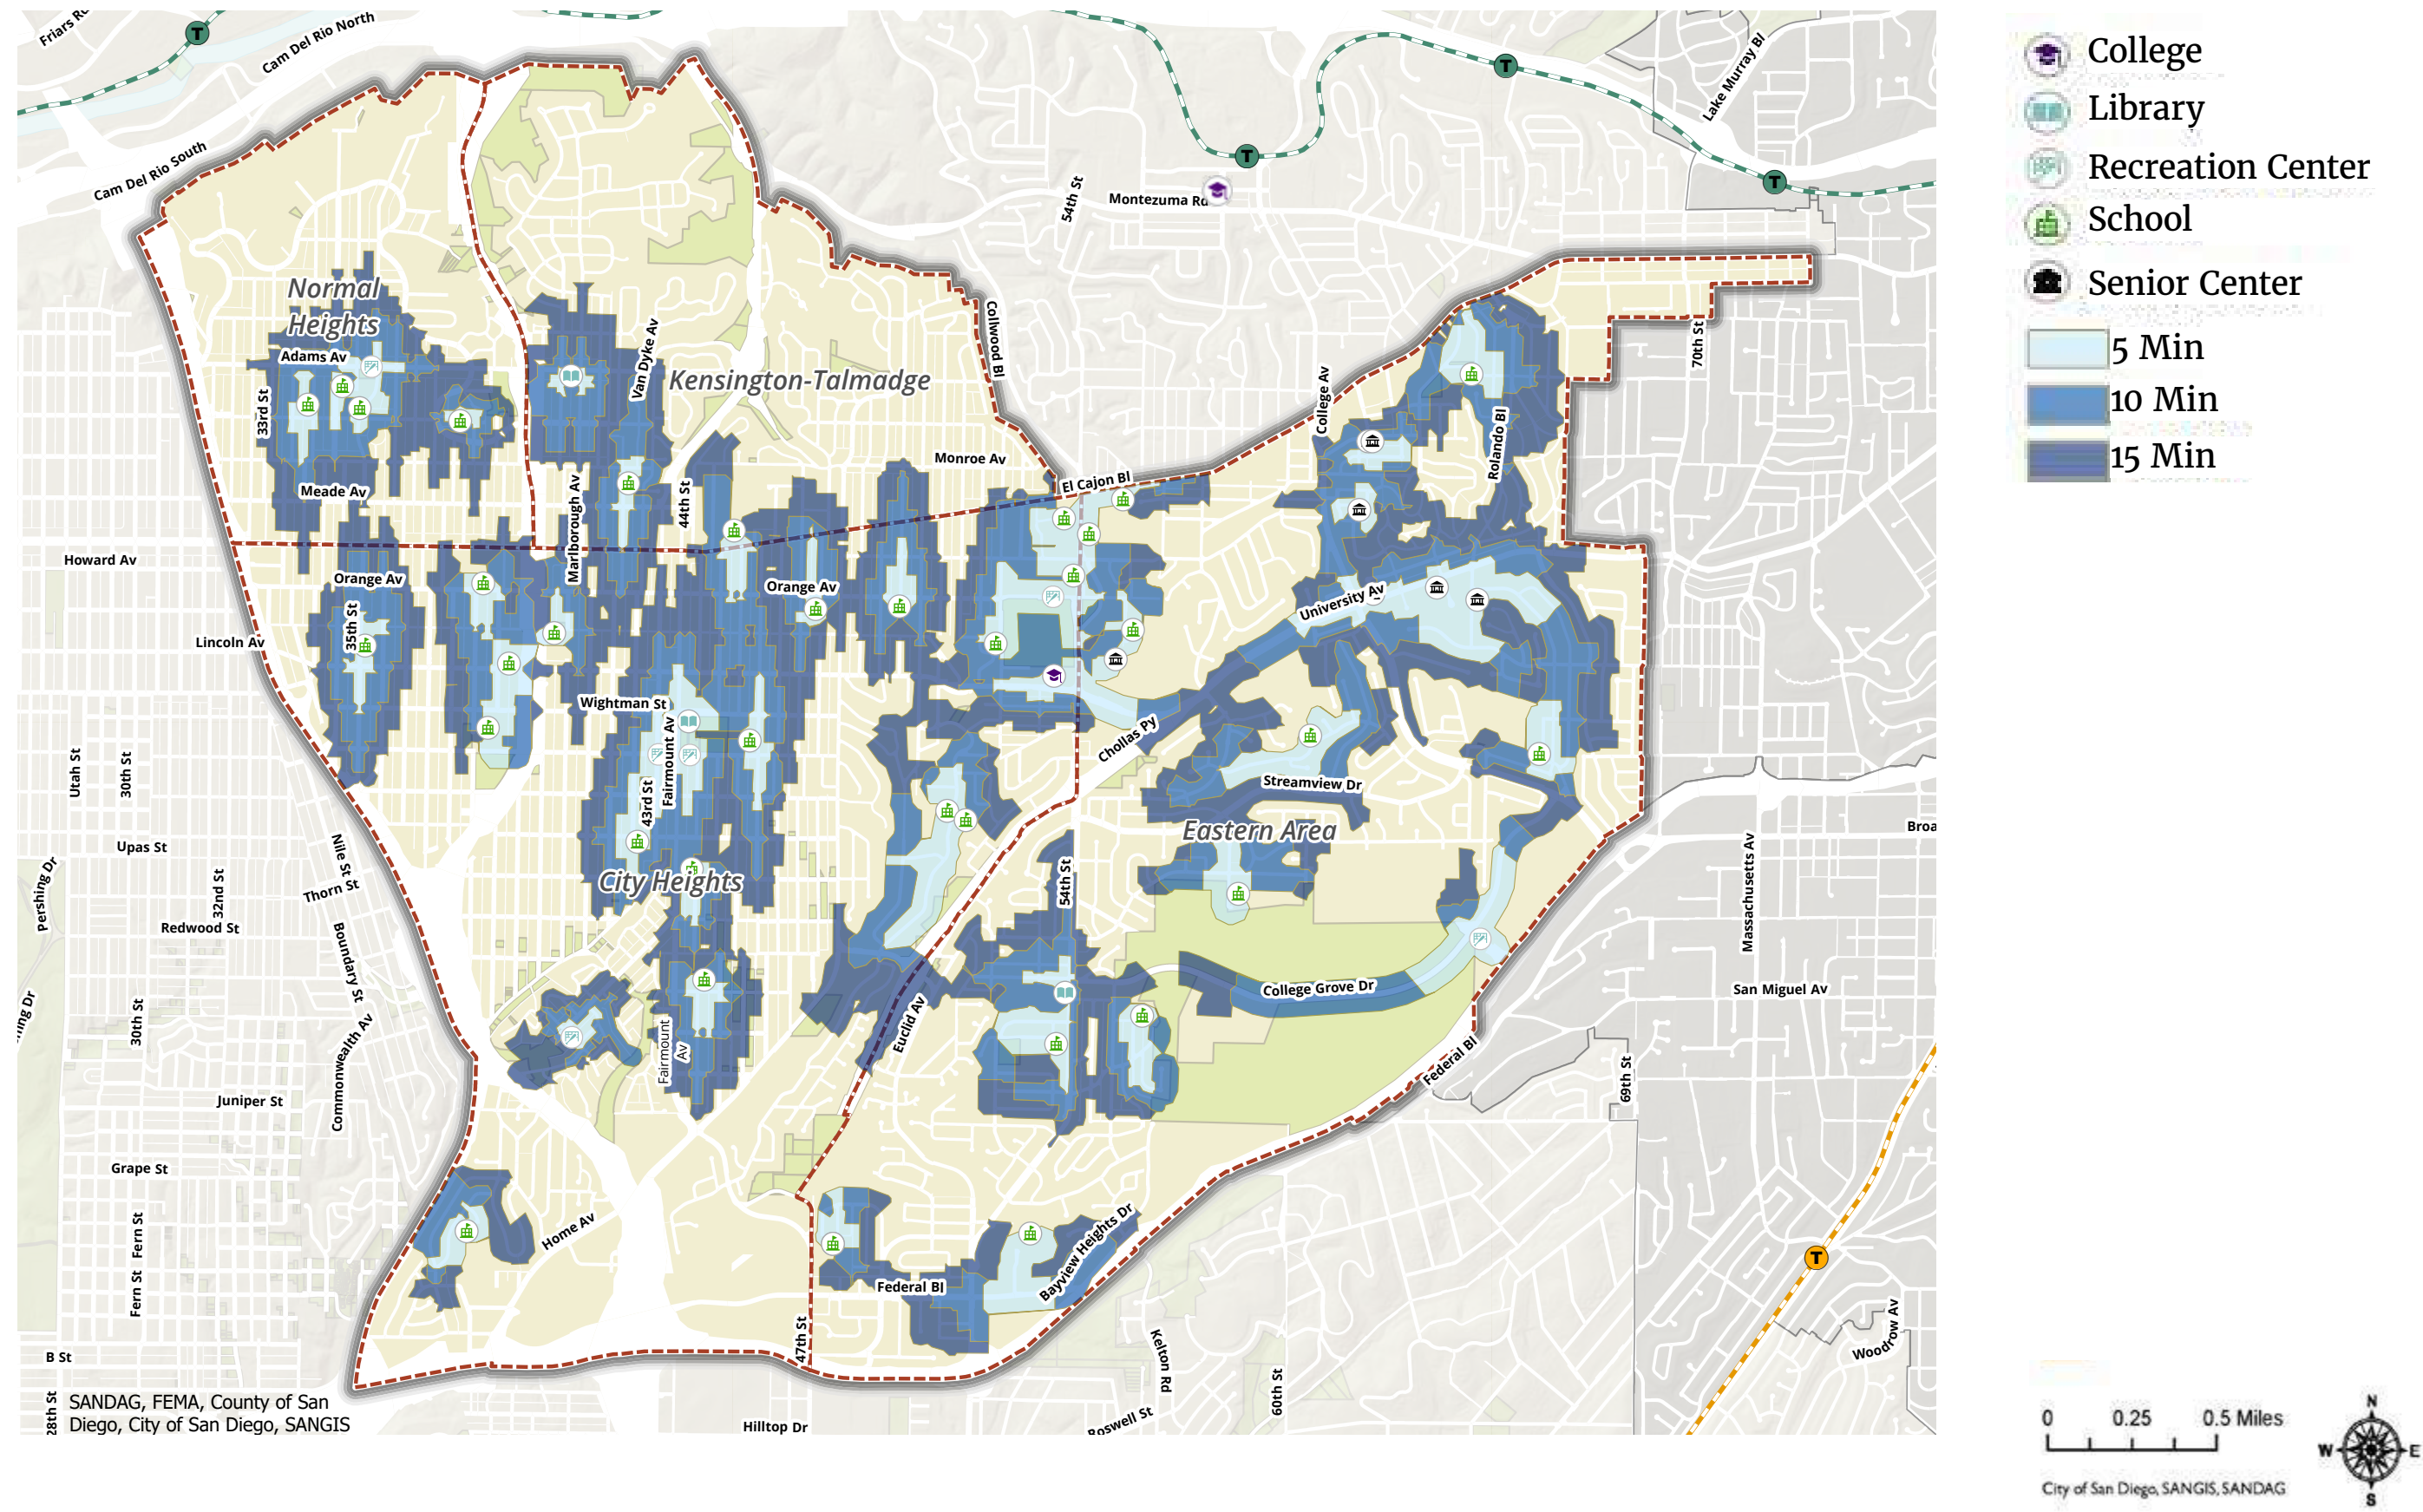 Friars Rd
Cam Del Rio North
Cam Del Rio South
Lake Murray Bl
Montezuma Rd
54th St
Collwood Bl
70th St
Normal
Heights
Adams Av
33rd St
Van Dyke Av
Kensington-Talmadge
College Av
Rolando Bl
Monroe Av
El Cajon Bl
Meade Av
Marlborough Av
44th St
Howard Av
Orange Av
Orange Av
University Av
35th St
Lincoln Av
Wightman St
Fairmount Av
Chollas Py
Utah St
30th St
43rd St
Streamview Dr
Eastern Area
Upas St
Nile St
Massachusetts Av
Broa
Pershing Dr
32nd St
Thorn St
City Heights
54th St
Redwood St
Boundary St
College Grove Dr
San Miguel Av
ning Dr
30th St
Commonwealth Av
Fairmount
Av
Euclid Av
Federal Bl
69th St
Juniper St
Grape St
Fern St
Fern St
Home Av
Bayview Heights Dr
Federal Bl
47th St
B St
Kelton Rd
60th St
Woodrow Av
28th St
SANDAG, FEMA, County of San
Diego, City of San Diego, SANGIS
Hilltop Dr
Roswell St
T
T
T
T
T
College
Library
Recreation Center
School
Senior Center
5 Min
10 Min
15 Min
0 0.25 0.5 Miles
City of San Diego, SANGIS, SANDAG
N
W E
S